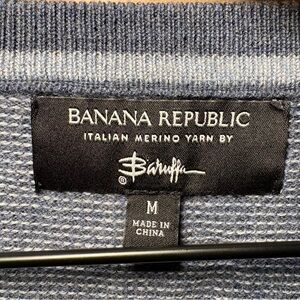 BANANA REPUBLIC
ITALIAN MERINO YARN BY
Baruffa
®
M
MADE IN
CHINA